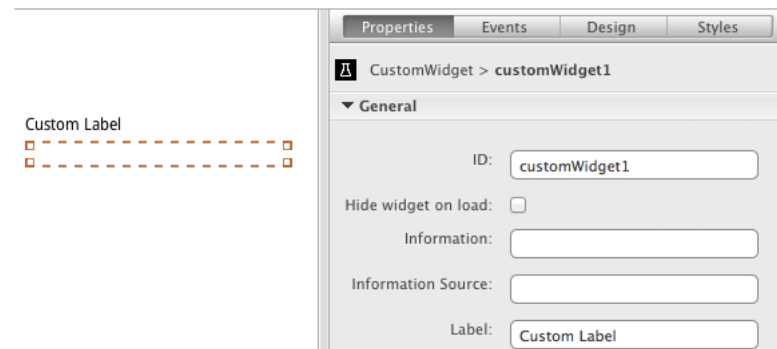 Properties Events Design Styles
CustomWidget > customWidget1
General
Custom Label
ID: customWidget1
Hide widget on load:
Information:
Information Source:
Label: Custom Label